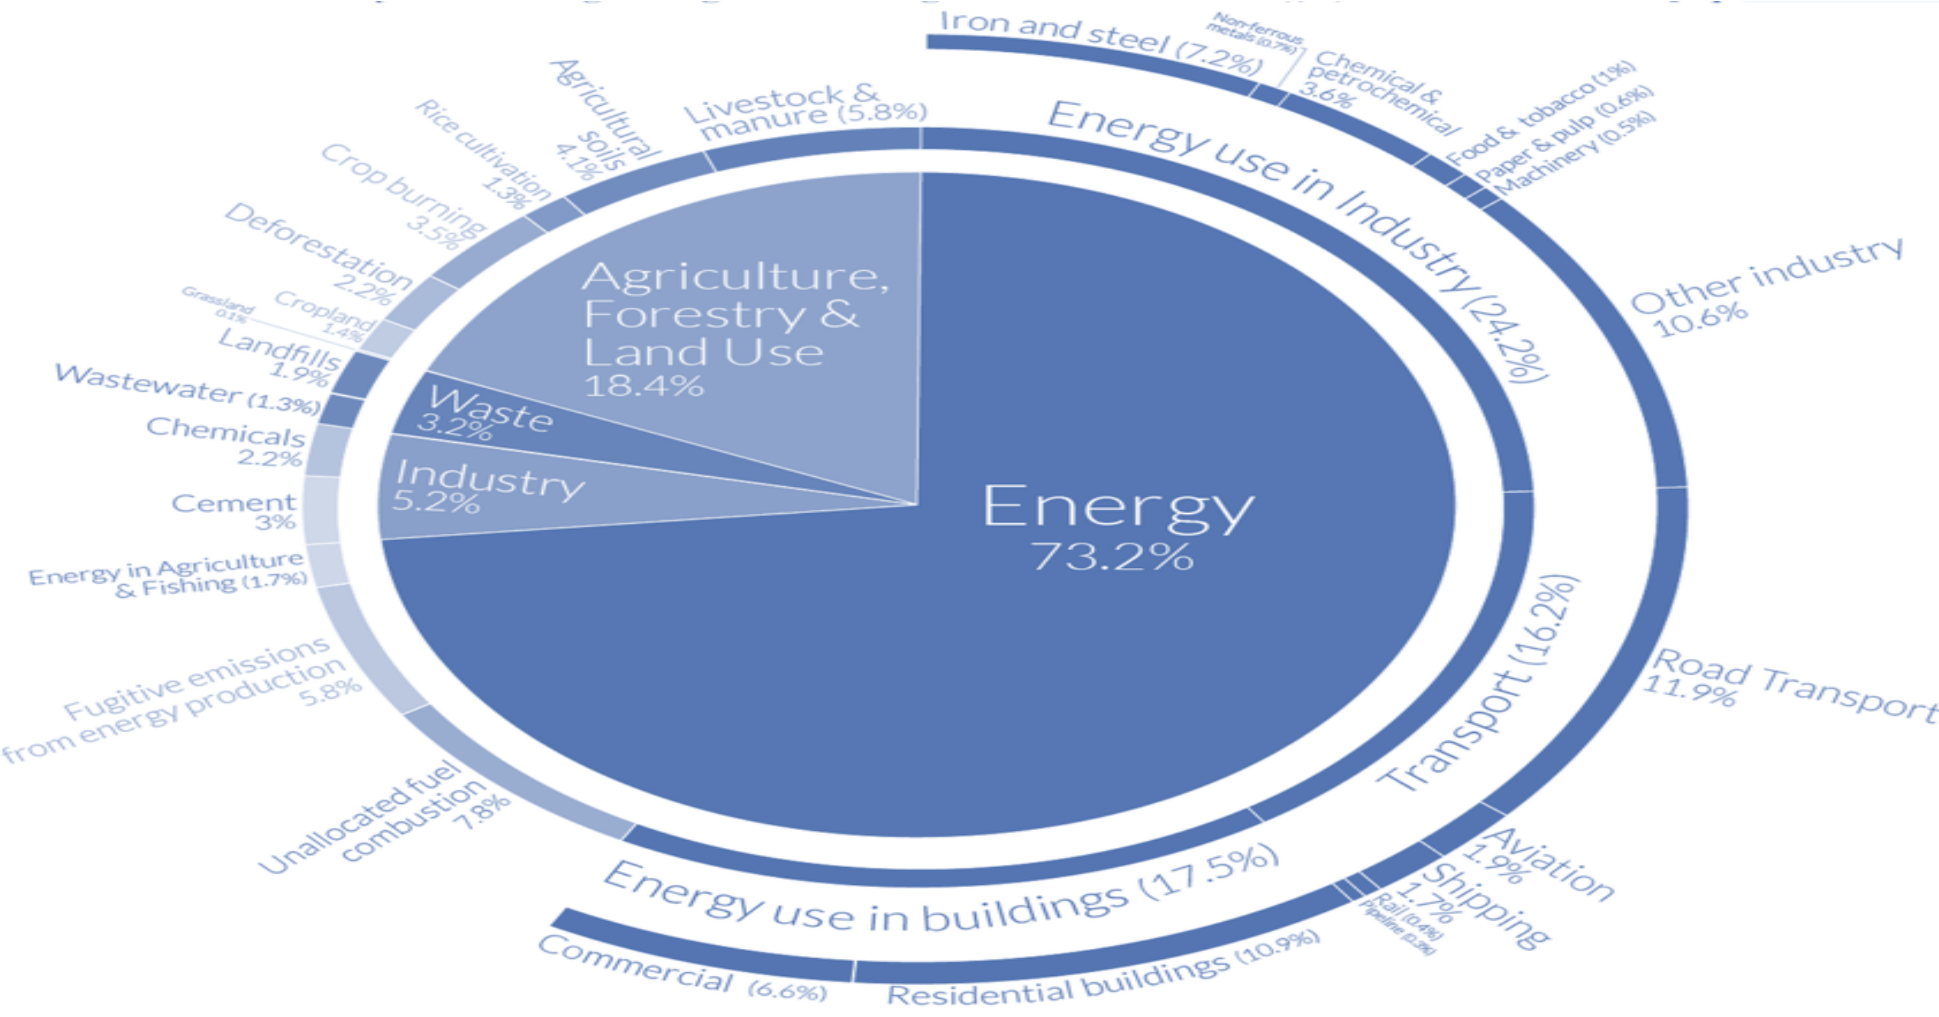 Iron and steel (7.2%)
Non-ferrous
metals (0.7%)
Chemical &
petrochemical
3.6%
Food & tobacco (1%)
Paper & pulp (0.6%)
Machinery (0.5%)
Energy use in Industry (24.2%)
Other industry
10.6%
Transport (16.2%)
Road Transport
11.9%
Aviation
1.9%
Shipping
1.7%
Rail (0.4%)
Pipeline (0.3%)
Energy use in buildings (17.5%)
Residential buildings (10.9%)
Commercial (6.6%)
Unallocated fuel
combustion
7.8%
Fugitive emissions
from energy production
5.8%
Energy in Agriculture
& Fishing (1.7%)
Cement
3%
Chemicals
2.2%
Wastewater (1.3%)
Landfills
1.9%
Grassland
0.1%
Cropland
1.4%
Deforestation
2.2%
Crop burning
3.5%
Rice cultivation
1.3%
Agricultural
soils
4.1%
Livestock &
manure (5.8%)
Agriculture,
Forestry &
Land Use
18.4%
Waste
3.2%
Industry
5.2%
Energy
73.2%